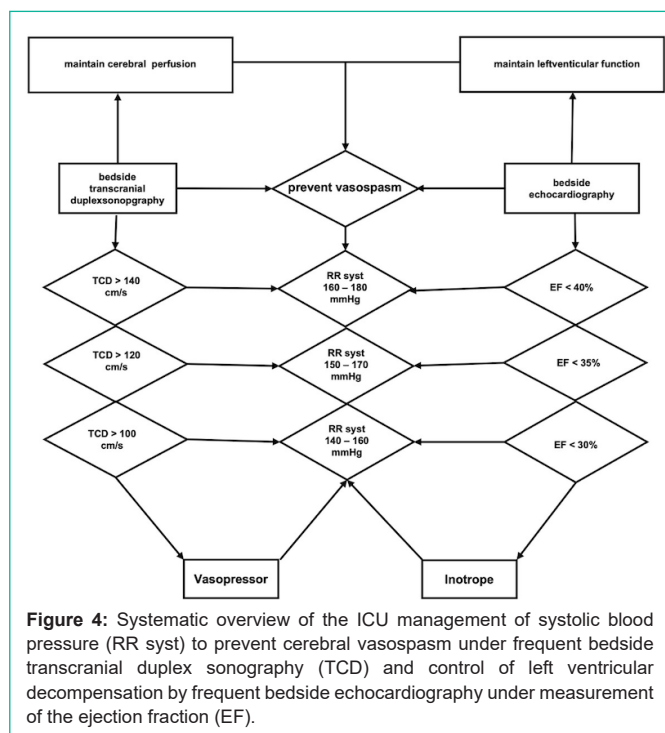 maintain cerebral perfusion
maintain leftventicular function
bedside
transcranial
duplexsonopgraphy
prevent vasospasm
bedside
echocardiography
TCD > 140
cm/s
RR syst
160 – 180
mmHg
EF < 40%
TCD > 120
cm/s
RR syst
150 – 170
mmHg
EF < 35%
TCD > 100
cm/s
RR syst
140 – 160
mmHg
EF < 30%
Vasopressor
Inotrope
Figure 4: Systematic overview of the ICU management of systolic blood
pressure (RR syst) to prevent cerebral vasospasm under frequent bedside
transcranial duplex sonography (TCD) and control of left ventricular
decompensation by frequent bedside echocardiography under measurement
of the ejection fraction (EF).